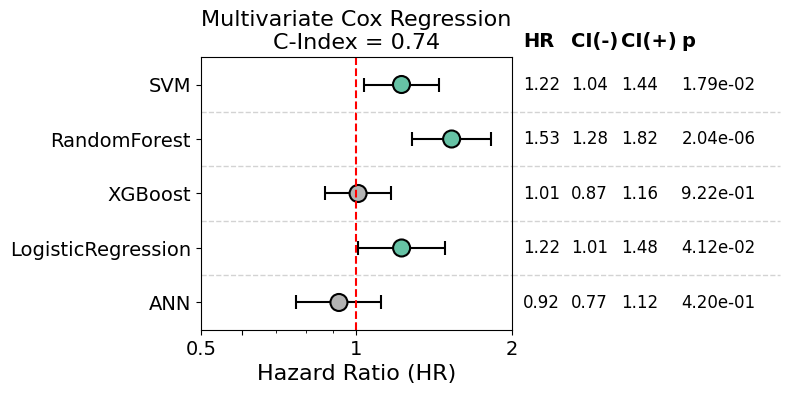 Multivariate Cox Regression
C-Index = 0.74
HR CI(-) CI(+) p
SVM 1.22 1.04 1.44 1.79e-02
RandomForest 1.53 1.28 1.82 2.04e-06
XGBoost 1.01 0.87 1.16 9.22e-01
LogisticRegression 1.22 1.01 1.48 4.12e-02
ANN 0.92 0.77 1.12 4.20e-01
0.5 1 2
Hazard Ratio (HR)